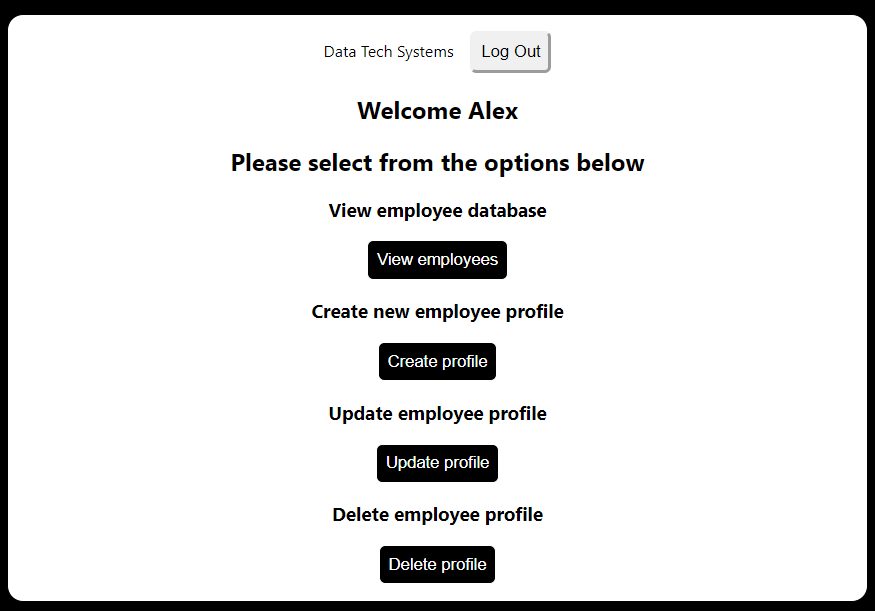 Data Tech Systems Log Out
Welcome Alex
Please select from the options below
View employee database
View employees
Create new employee profile
Create profile
Update employee profile
Update profile
Delete employee profile
Delete profile